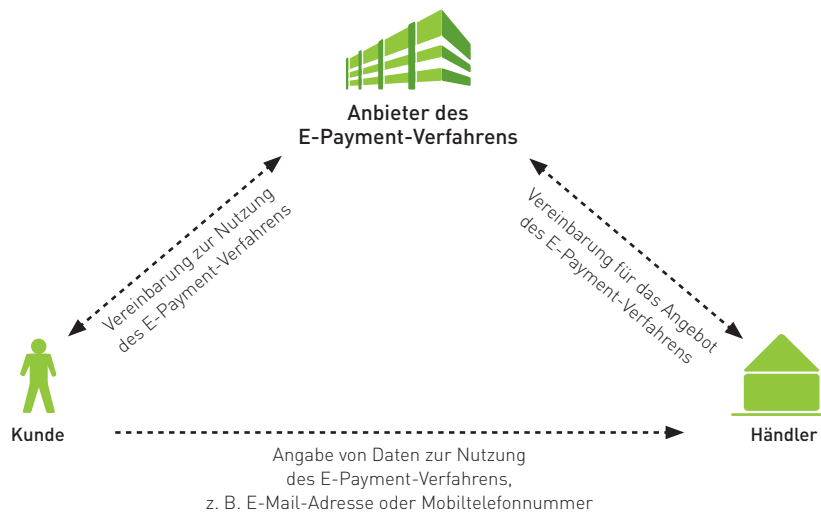 Anbieter des
E-Payment-Verfahrens
Vereinbarung zur Nutzung
des E-Payment-Verfahrens
Vereinbarung für das Angebot
des E-Payment-Verfahrens
Kunde
Händler
Angabe von Daten zur Nutzung
des E-Payment-Verfahrens,
z. B. E-Mail-Adresse oder Mobiltelefonnummer